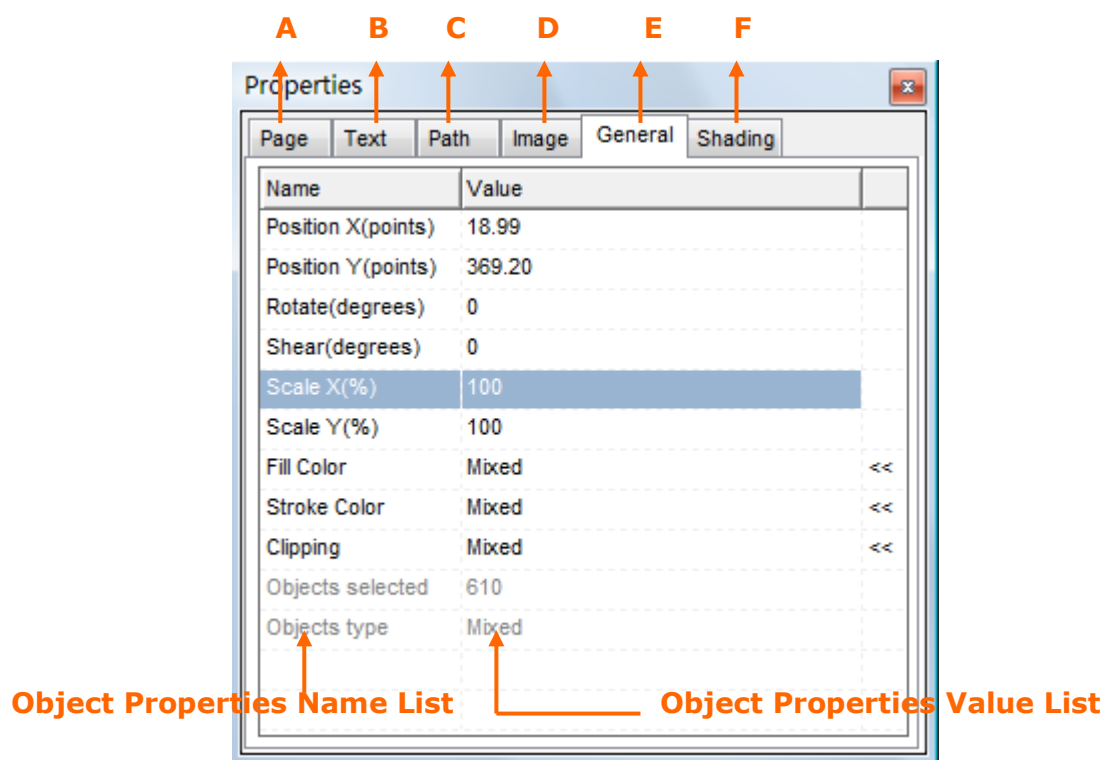 A B C D E F
Properties
Page Text Path Image General Shading
Name Value
Position X(points) 18.99
Position Y(points) 369.20
Rotate(degrees) 0
Shear(degrees) 0
Scale X(%) 100
Scale Y(%) 100
Fill Color Mixed <<
Stroke Color Mixed <<
Clipping Mixed <<
Objects selected 610
Objects type Mixed
Object Properties Name List Object Properties Value List